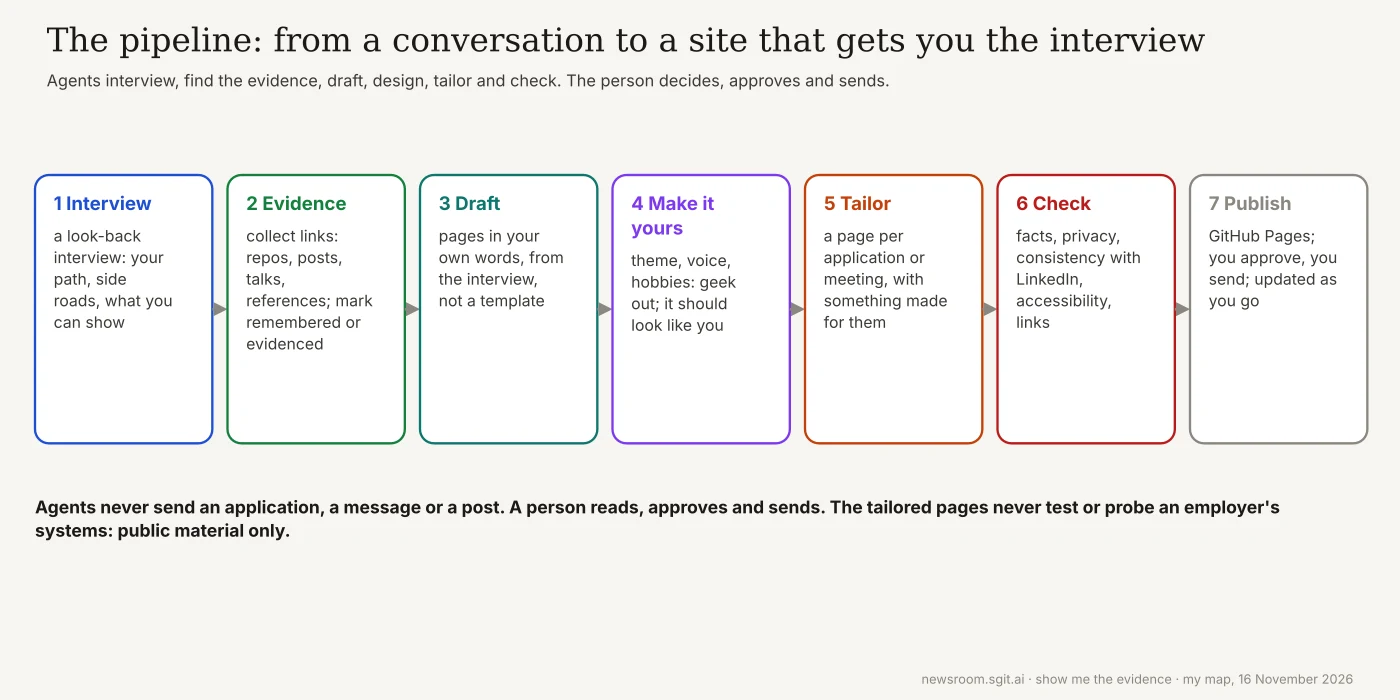 The pipeline: from a conversation to a site that gets you the interview
Agents interview, find the evidence, draft, design, tailor and check. The person decides, approves and sends.
1 Interview
a look-back
interview: your
path, side
roads, what you
can show
2 Evidence
collect links:
repos, posts,
talks,
references; mark
remembered or
evidenced
3 Draft
pages in your
own words, from
the interview,
not a template
4 Make it
yours
theme, voice,
hobbies: geek
out; it should
look like you
5 Tailor
a page per
application or
meeting, with
something made
for them
6 Check
facts, privacy,
consistency with
LinkedIn,
accessibility,
links
7 Publish
GitHub Pages;
you approve, you
send; updated as
you go
Agents never send an application, a message or a post. A person reads, approves and sends. The tailored pages never test or probe an employer's
systems: public material only.
newsroom.sgit.ai · show me the evidence · my map, 16 November 2026